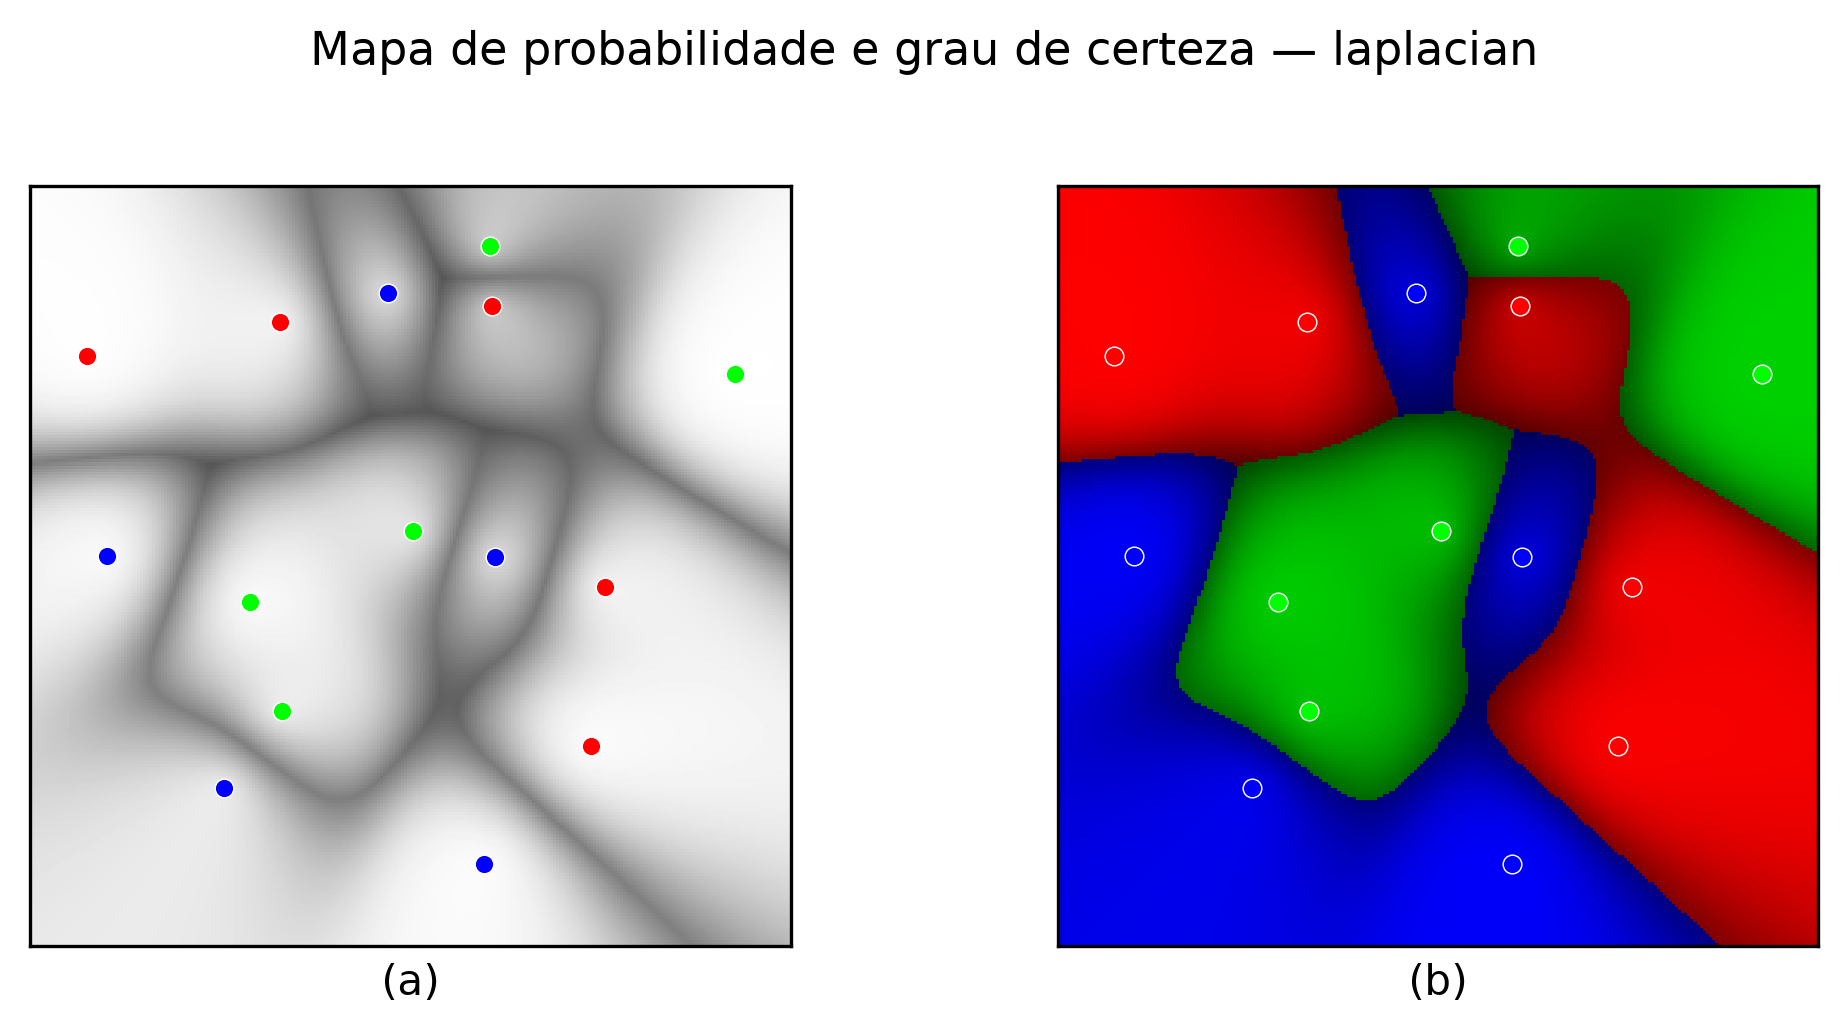 Mapa de probabilidade e grau de certeza — laplacian
(a)
(b)